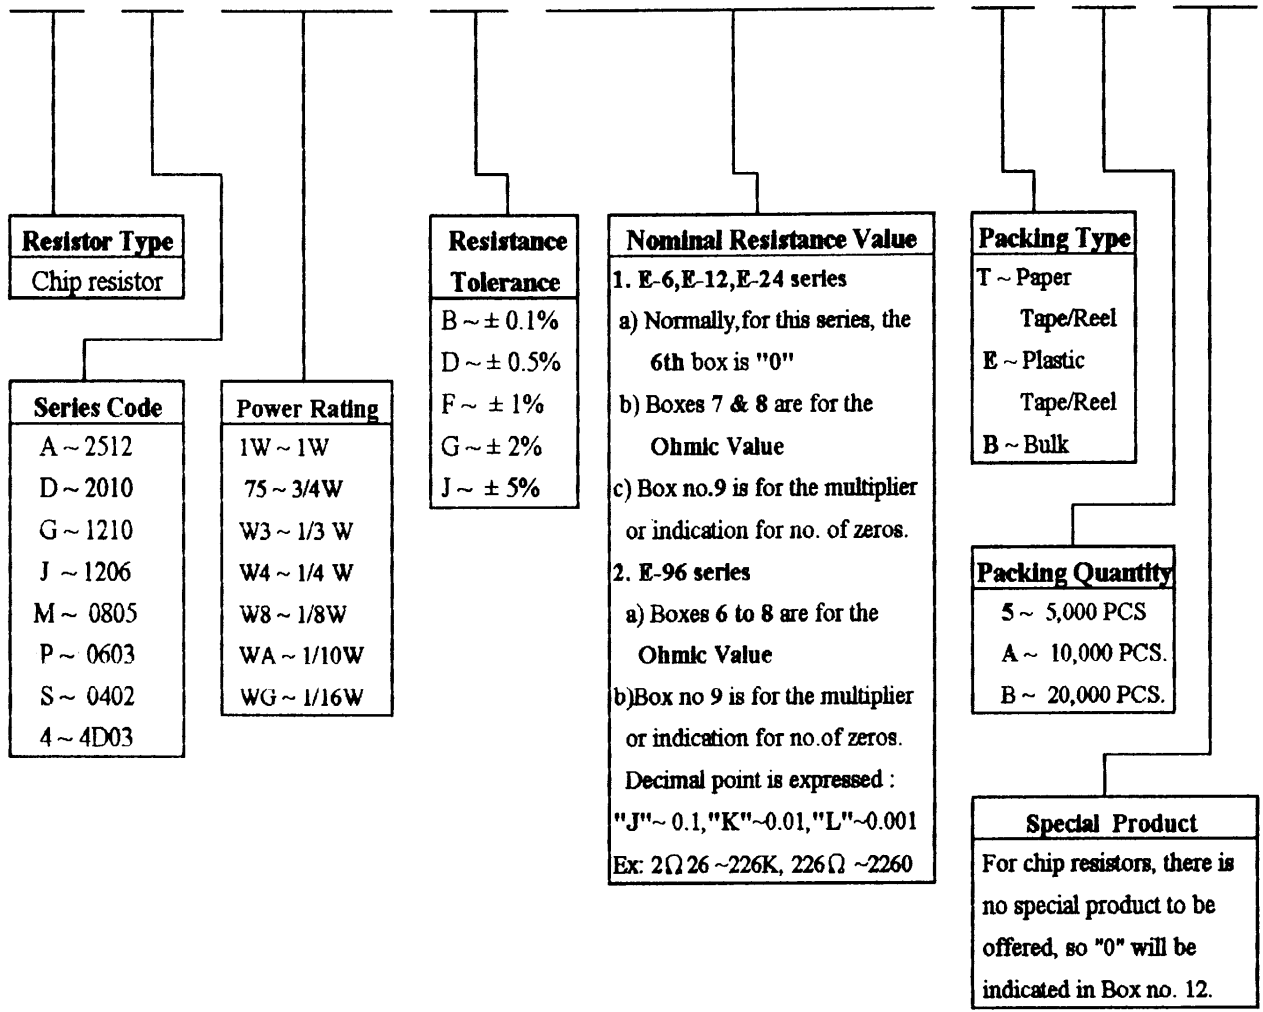 Resistor Type
Chip resistor
Series Code
A ~ 2512
D ~ 2010
G ~ 1210
J ~ 1206
M ~ 0805
P ~ 0603
S ~ 0402
4 ~ 4D03
Power Rating
1W ~ 1W
75 ~ 3/4W
W3 ~ 1/3 W
W4 ~ 1/4 W
W8 ~ 1/8W
WA ~ 1/10W
WG ~ 1/16W
Resistance
Tolerance
B ~ ± 0.1%
D ~ ± 0.5%
F ~ ± 1%
G ~ ± 2%
J ~ ± 5%
Nominal Resistance Value
1. E-6,E-12,E-24 series
a) Normally,for this series, the
6th box is "0"
b) Boxes 7 & 8 are for the
Ohmic Value
c) Box no.9 is for the multiplier
or indication for no. of zeros.
2. E-96 series
a) Boxes 6 to 8 are for the
Ohmic Value
b)Box no 9 is for the multiplier
or indication for no.of zeros.
Decimal point is expressed :
"J"~ 0.1,"K"~0.01,"L"~0.001
Ex: 2Ω26 ~226K, 226Ω ~2260
Packing Type
T ~ Paper
Tape/Reel
E ~ Plastic
Tape/Reel
B ~ Bulk
Packing Quantity
5 ~ 5,000 PCS
A ~ 10,000 PCS.
B ~ 20,000 PCS.
Special Product
For chip resistors, there is
no special product to be
offered, so "0" will be
indicated in Box no. 12.